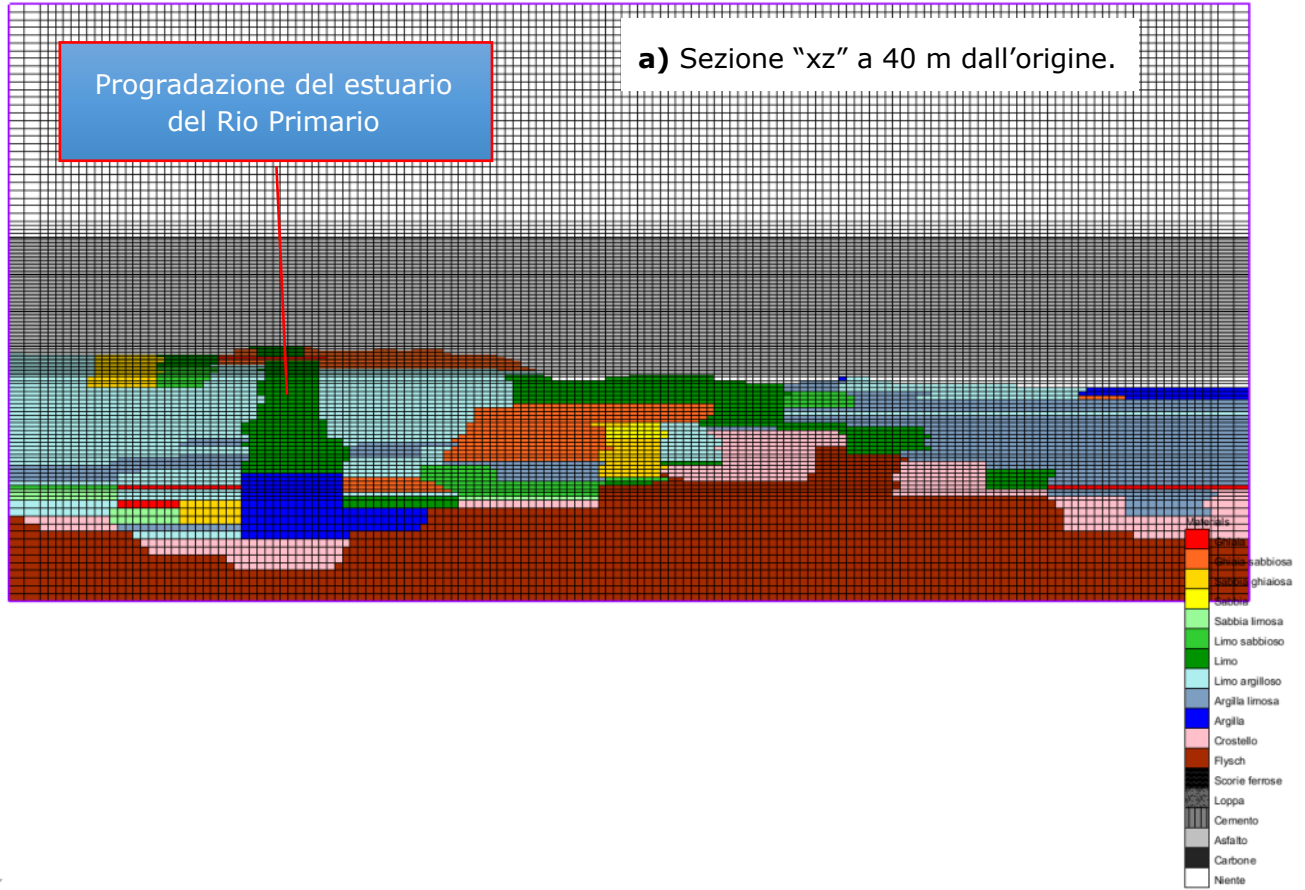 a) Sezione “xz” a 40 m dall’origine.
Progradazione del estuario
del Rio Primario
Materials
Ghiaia
Ghiaia sabbiosa
Sabbia ghiaiosa
Sabbia
Sabbia limosa
Limo sabbioso
Limo
Limo argilloso
Argilla limosa
Argilla
Crostello
Flysch
Scorie ferrose
Loppa
Cemento
Asfalto
Carbone
Niente